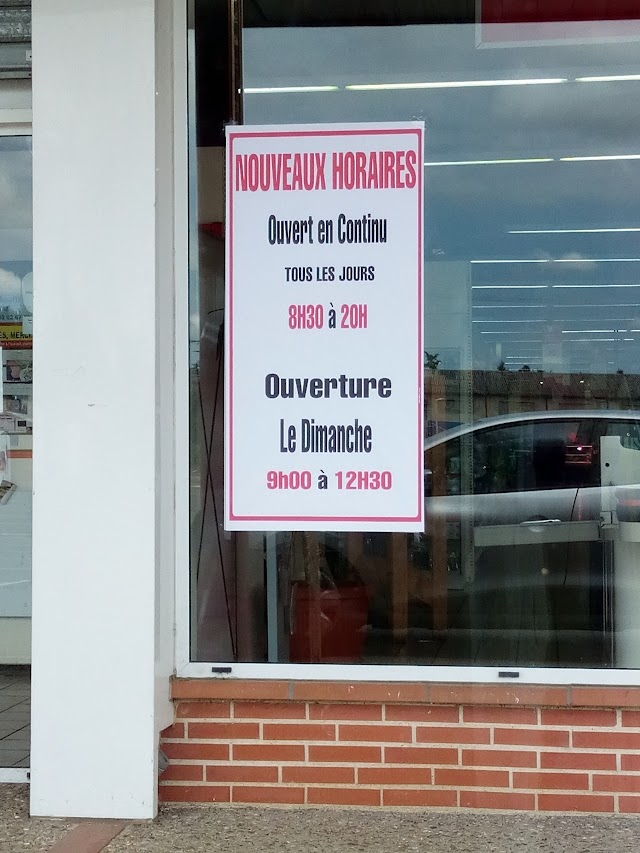 NOUVEAUX HORAIRES
Ouvert en Continu
TOUS LES JOURS
8H30 à 20H
Ouverture
Le Dimanche
9h00 à 12H30